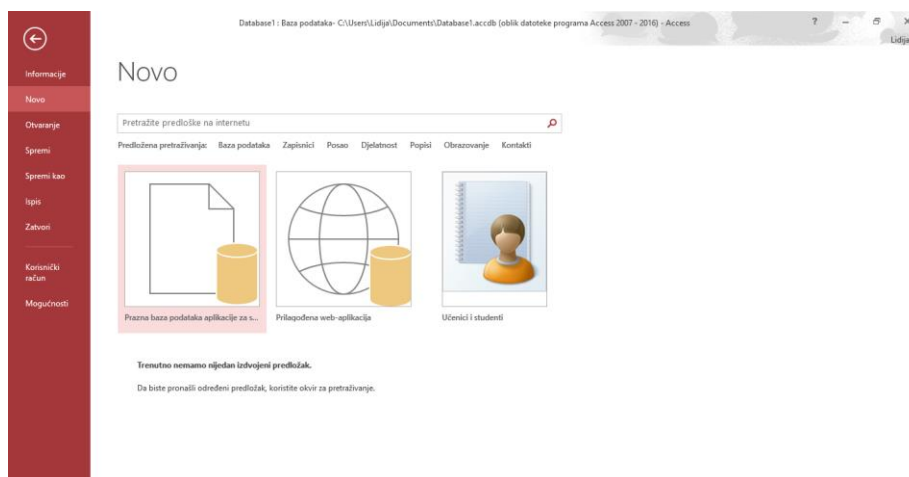 Database1 : Baza podataka- C:\Users\Lidija\Documents\Database1.accdb (oblik datoteke programa Access 2007 - 2016) - Access
?
Lidija
Informacije
Novo
Otvaranje
Spremi
Spremi kao
Ispis
Zatvori
Korisnički
račun
Mogućnosti
Novo
Pretražite predloške na internetu
Predložena pretraživanja: Baza podataka Zapisnici Posao Djelatnost Popisi Obrazovanje Kontakti
Prazna baza podataka aplikacije za s...
Prilagođena web-aplikacija
Učenici i studenti
Trenutno nemamo nijedan izdvojeni predložak.
Da biste pronašli određeni predložak, koristite okvir za pretraživanje.